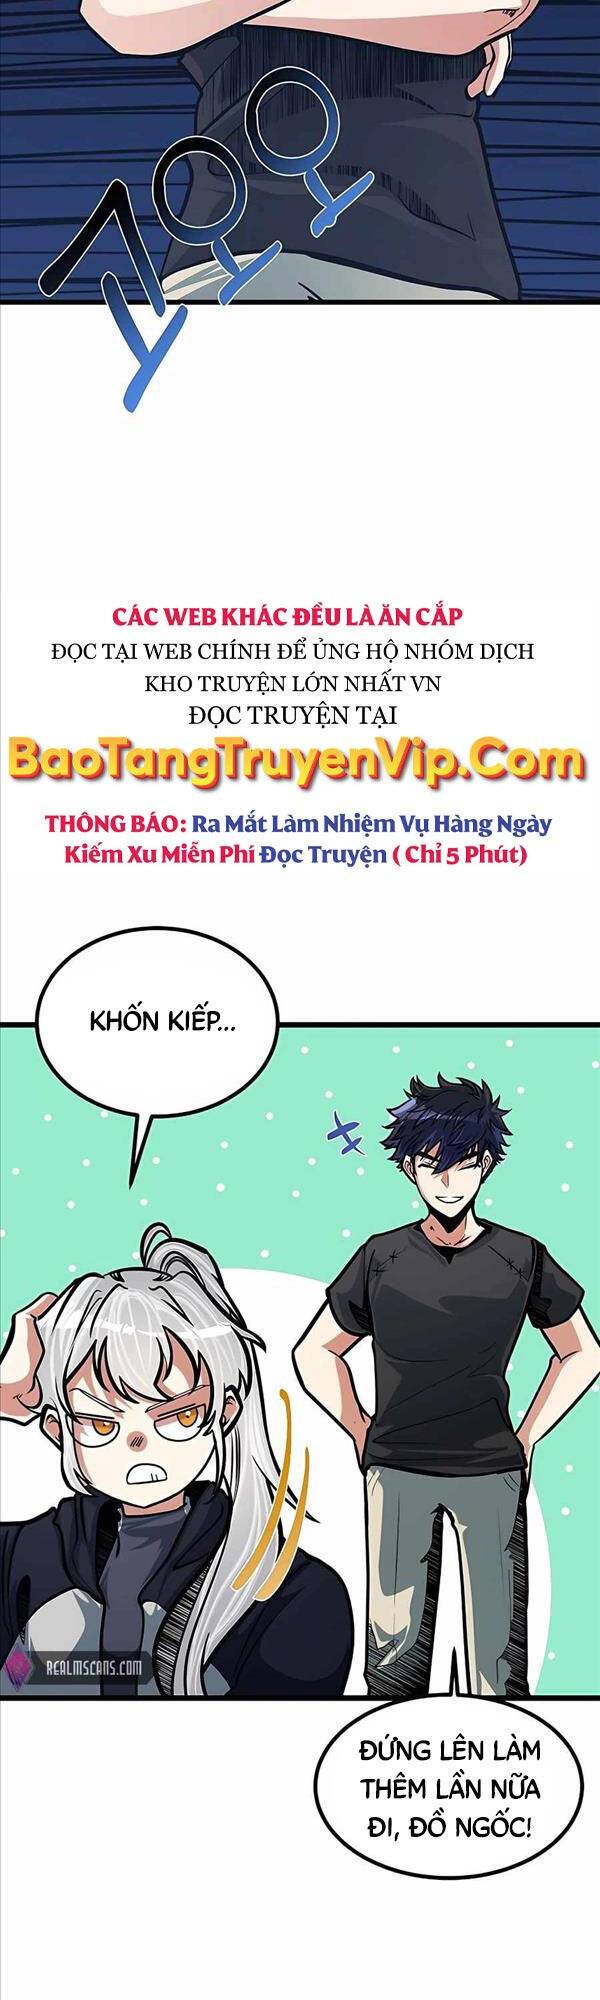 CÁC WEB KHÁC ĐỀU LÀ ĂN CẮP
ĐỌC TẠI WEB CHÍNH ĐỂ ỦNG HỘ NHÓM DỊCH
KHO TRUYỆN LỚN NHẤT VN
ĐỌC TRUYỆN TẠI
BaoTangTruyenVip.Com
THÔNG BÁO: Ra Mắt Làm Nhiệm Vụ Hàng Ngày
Kiếm Xu Miễn Phí Đọc Truyện ( Chỉ 5 Phút)
KHỐN KIẾP...
REALMSCANS.COM
ĐỨNG LÊN LÀM
THÊM LẦN NỮA
ĐI, ĐỒ NGỐC!